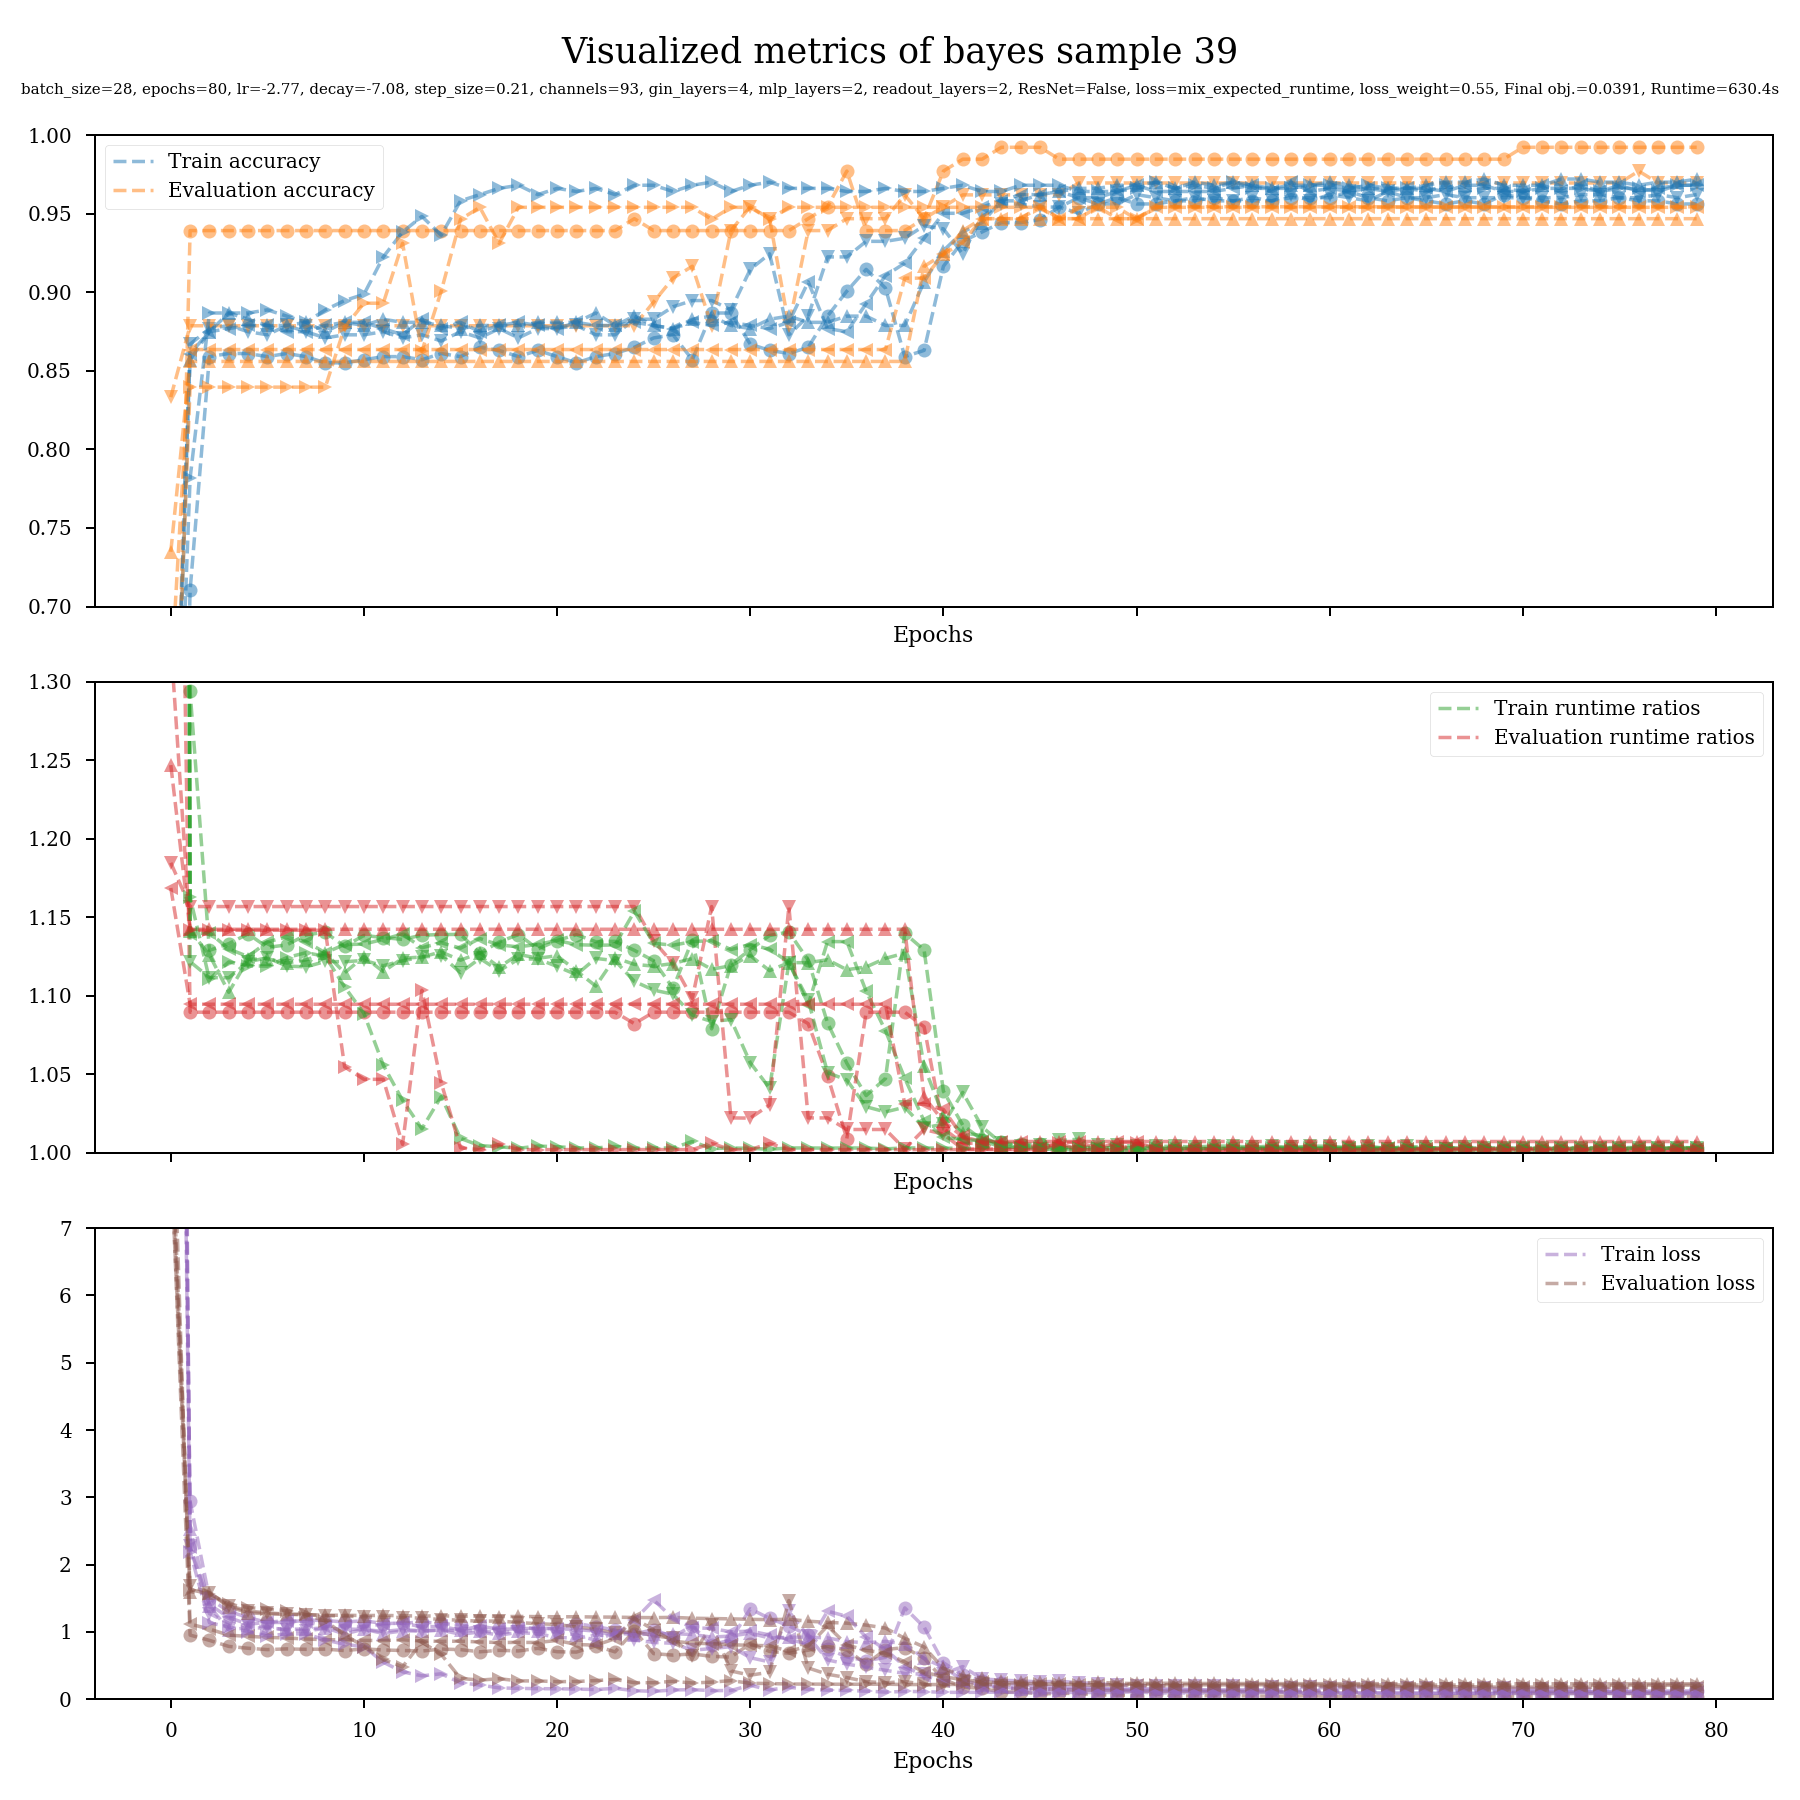 Visualized metrics of bayes sample 39
batch_size=28, epochs=80, lr=-2.77, decay=-7.08, step_size=0.21, channels=93, gin_layers=4, mlp_layers=2, readout_layers=2, ResNet=False, loss=mix_expected_runtime, loss_weight=0.55, Final obj.=0.0391, Runtime=630.4s
1.00
0.95
0.90
0.85
0.80
0.75
0.70
Train accuracy
Evaluation accuracy
Epochs
1.30
1.25
1.20
1.15
1.10
1.05
1.00
Train runtime ratios
Evaluation runtime ratios
Epochs
7
6
5
4
3
2
1
0
Train loss
Evaluation loss
0 10 20 30 40 50 60 70 80
Epochs